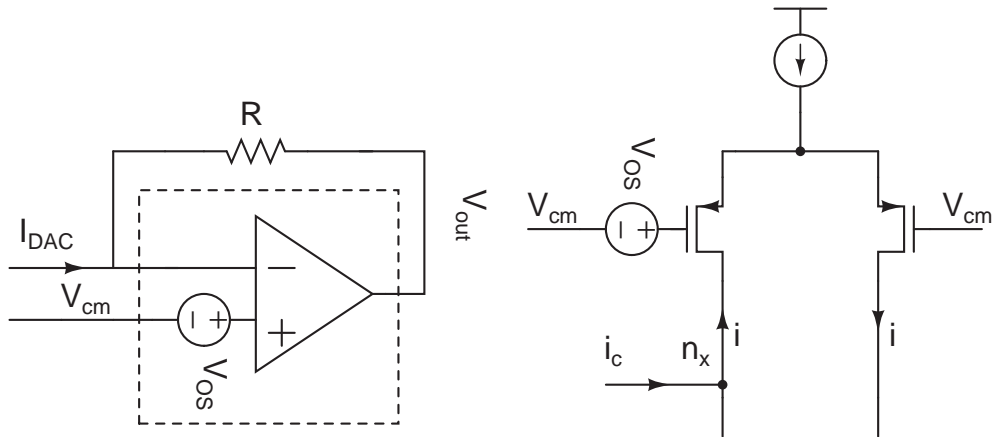 R
I_DAC
V_cm
V_OS
V_out
−
+
− +
V_OS
V_cm
− +
V_cm
i_c
n_x
i
i